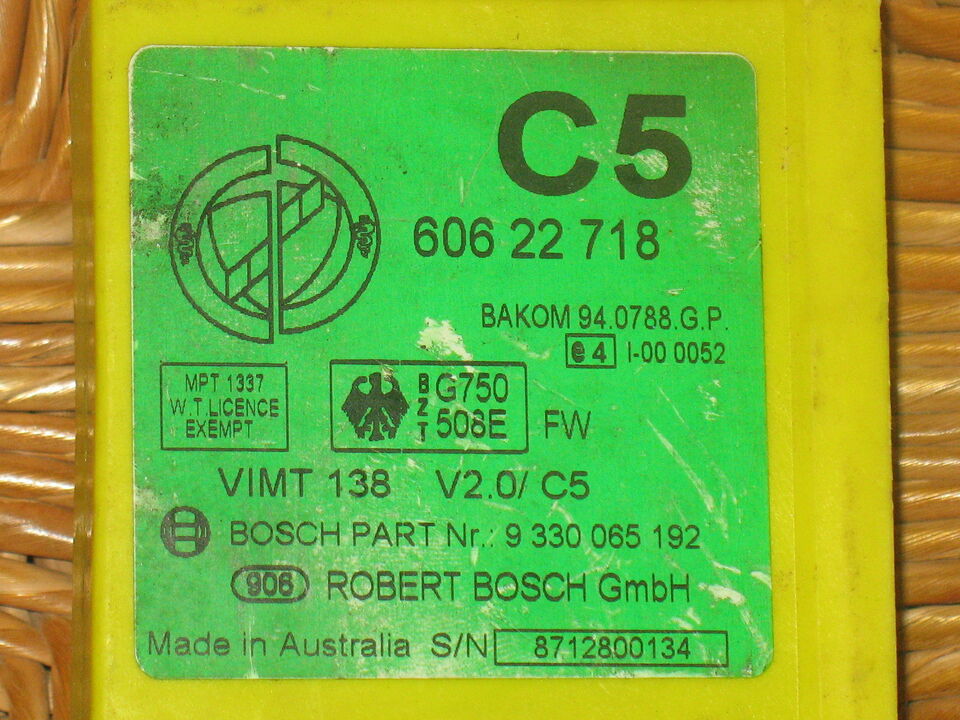 C5
606 22 718
BAKOM 94.0788.G.P.
e4 I-00 0052
MPT 1337
W.T.LICENCE
EXEMPT
BZT
G750
508E
FW
VIMT 138 V2.0/ C5
BOSCH PART Nr.: 9 330 065 192
906 ROBERT BOSCH GmbH
Made in Australia S/N 8712800134